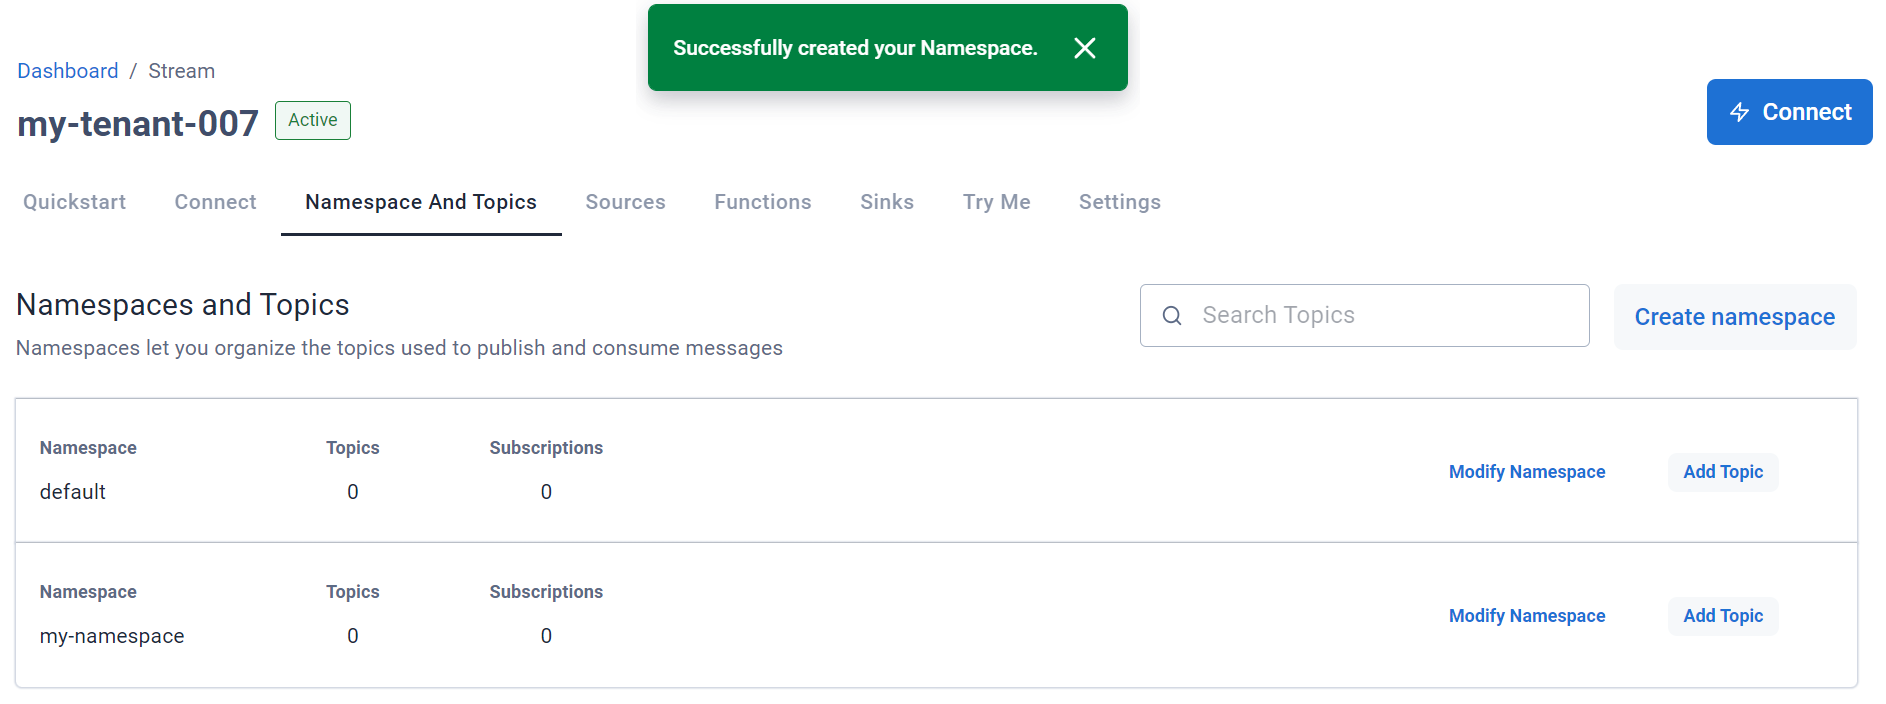 Successfully created your Namespace.
Dashboard / Stream
my-tenant-007 Active
Connect
Quickstart Connect Namespace And Topics Sources Functions Sinks Try Me Settings
Namespaces and Topics
Namespaces let you organize the topics used to publish and consume messages
Search Topics
Create namespace
Namespace Topics Subscriptions
default 0 0
Modify Namespace Add Topic
Namespace Topics Subscriptions
my-namespace 0 0
Modify Namespace Add Topic